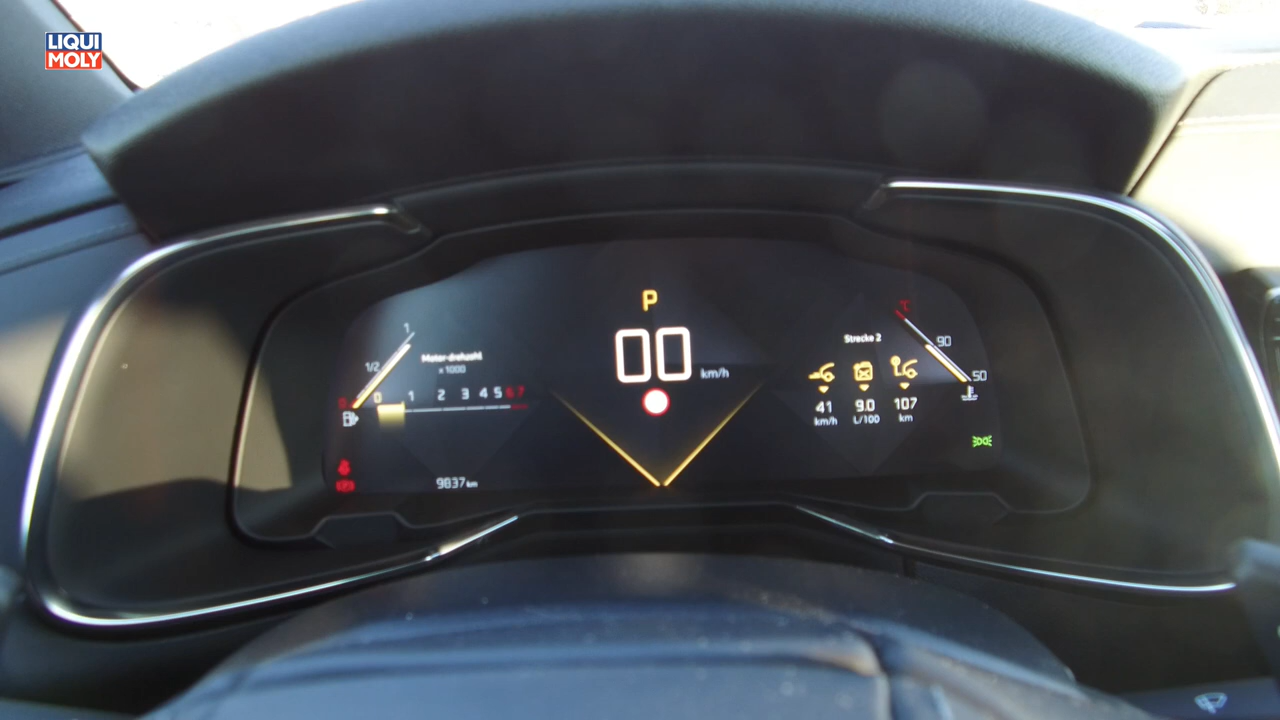 LIQUI
MOLY
P
1
1/2
0
Motor-drehzahl
x 1000
0 1 2 3 4 5 6 7
00 km/h
Strecke 2
°C
90
50
41
km/h
9.0
L/100
107
km
9837 km